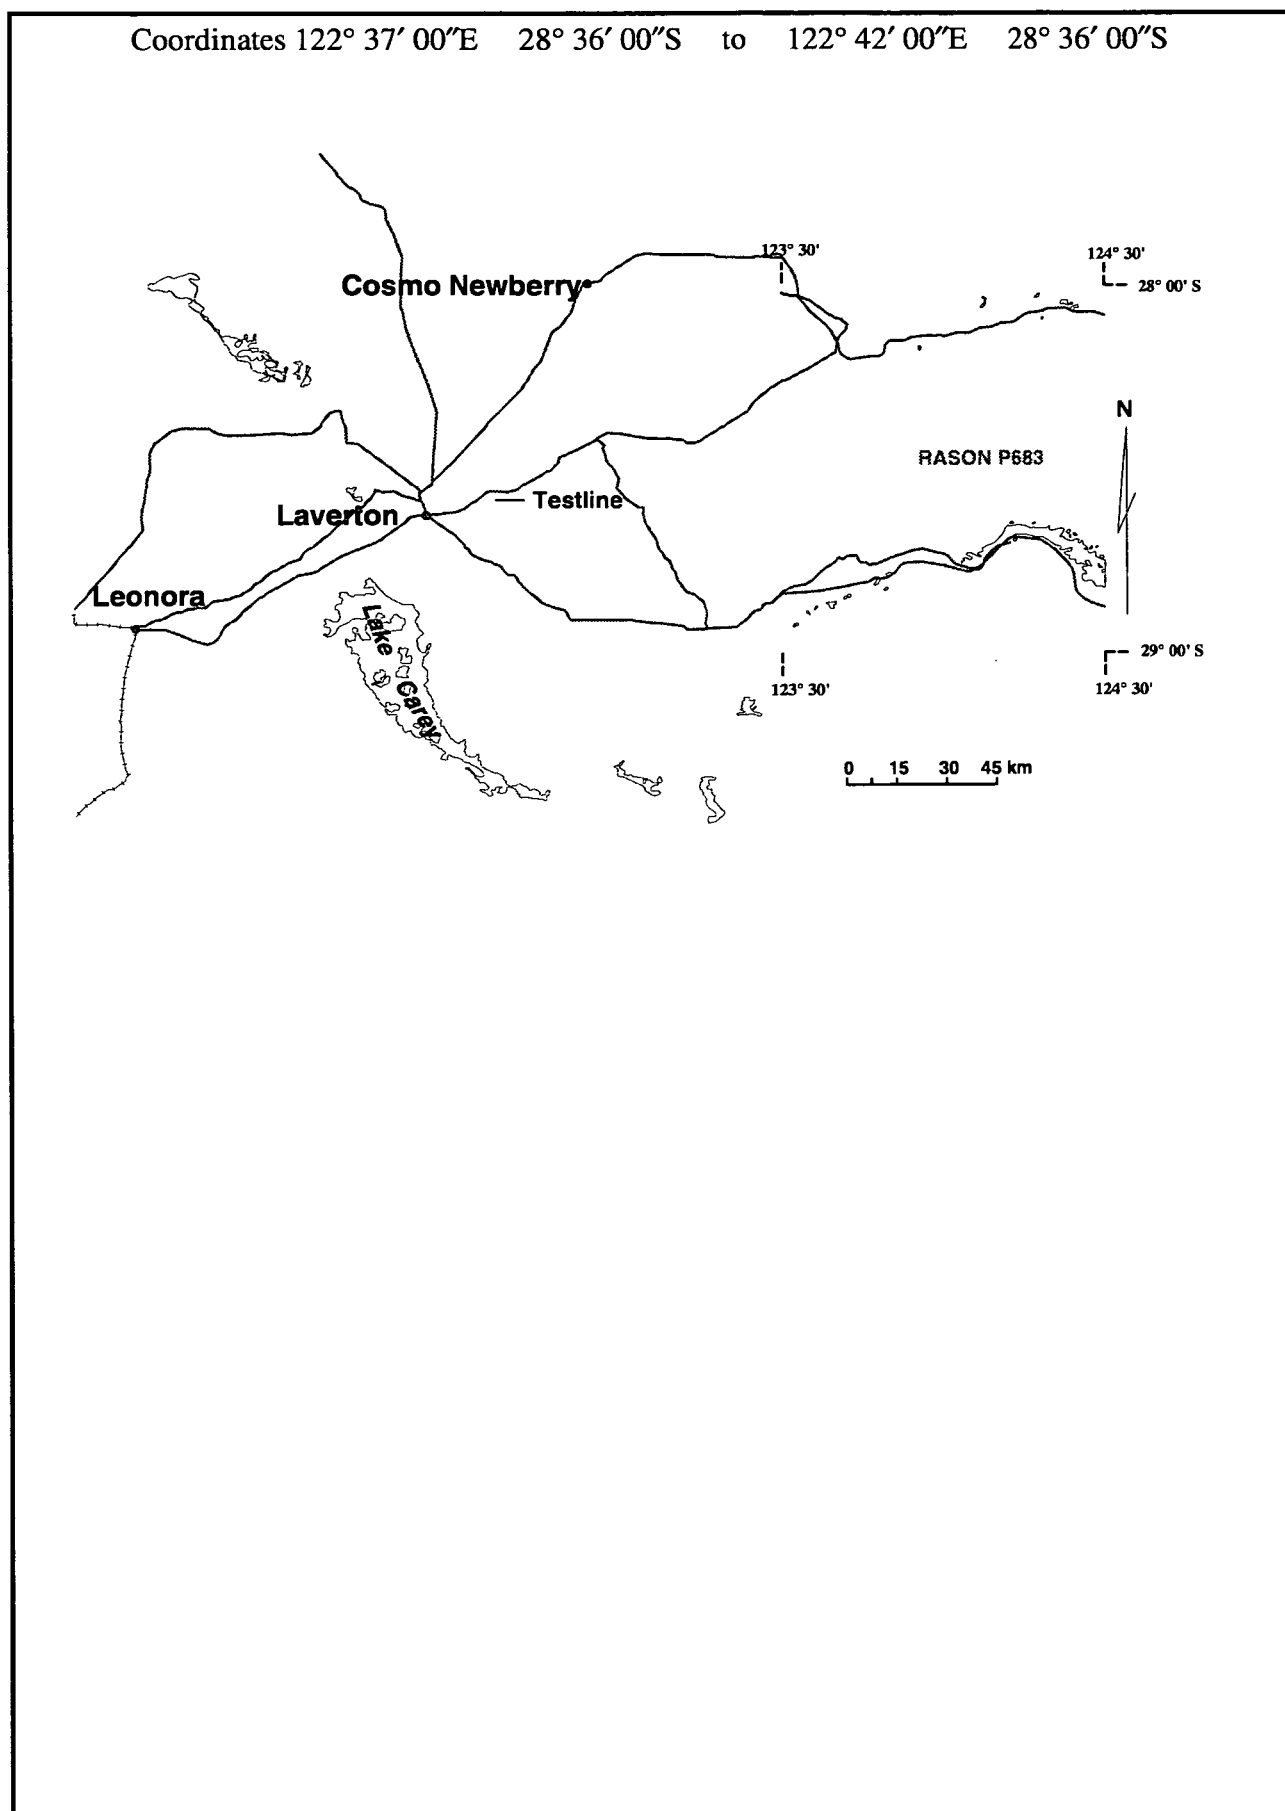 Coordinates 122° 37′ 00″E 28° 36′ 00″S to 122° 42′ 00″E 28° 36′ 00″S
123° 30'
124° 30'
28° 00' S
Cosmo Newberry
N
RASON P683
Testline
Laverton
Leonora
Lake
Carey
29° 00' S
123° 30'
124° 30'
0 15 30 45 km